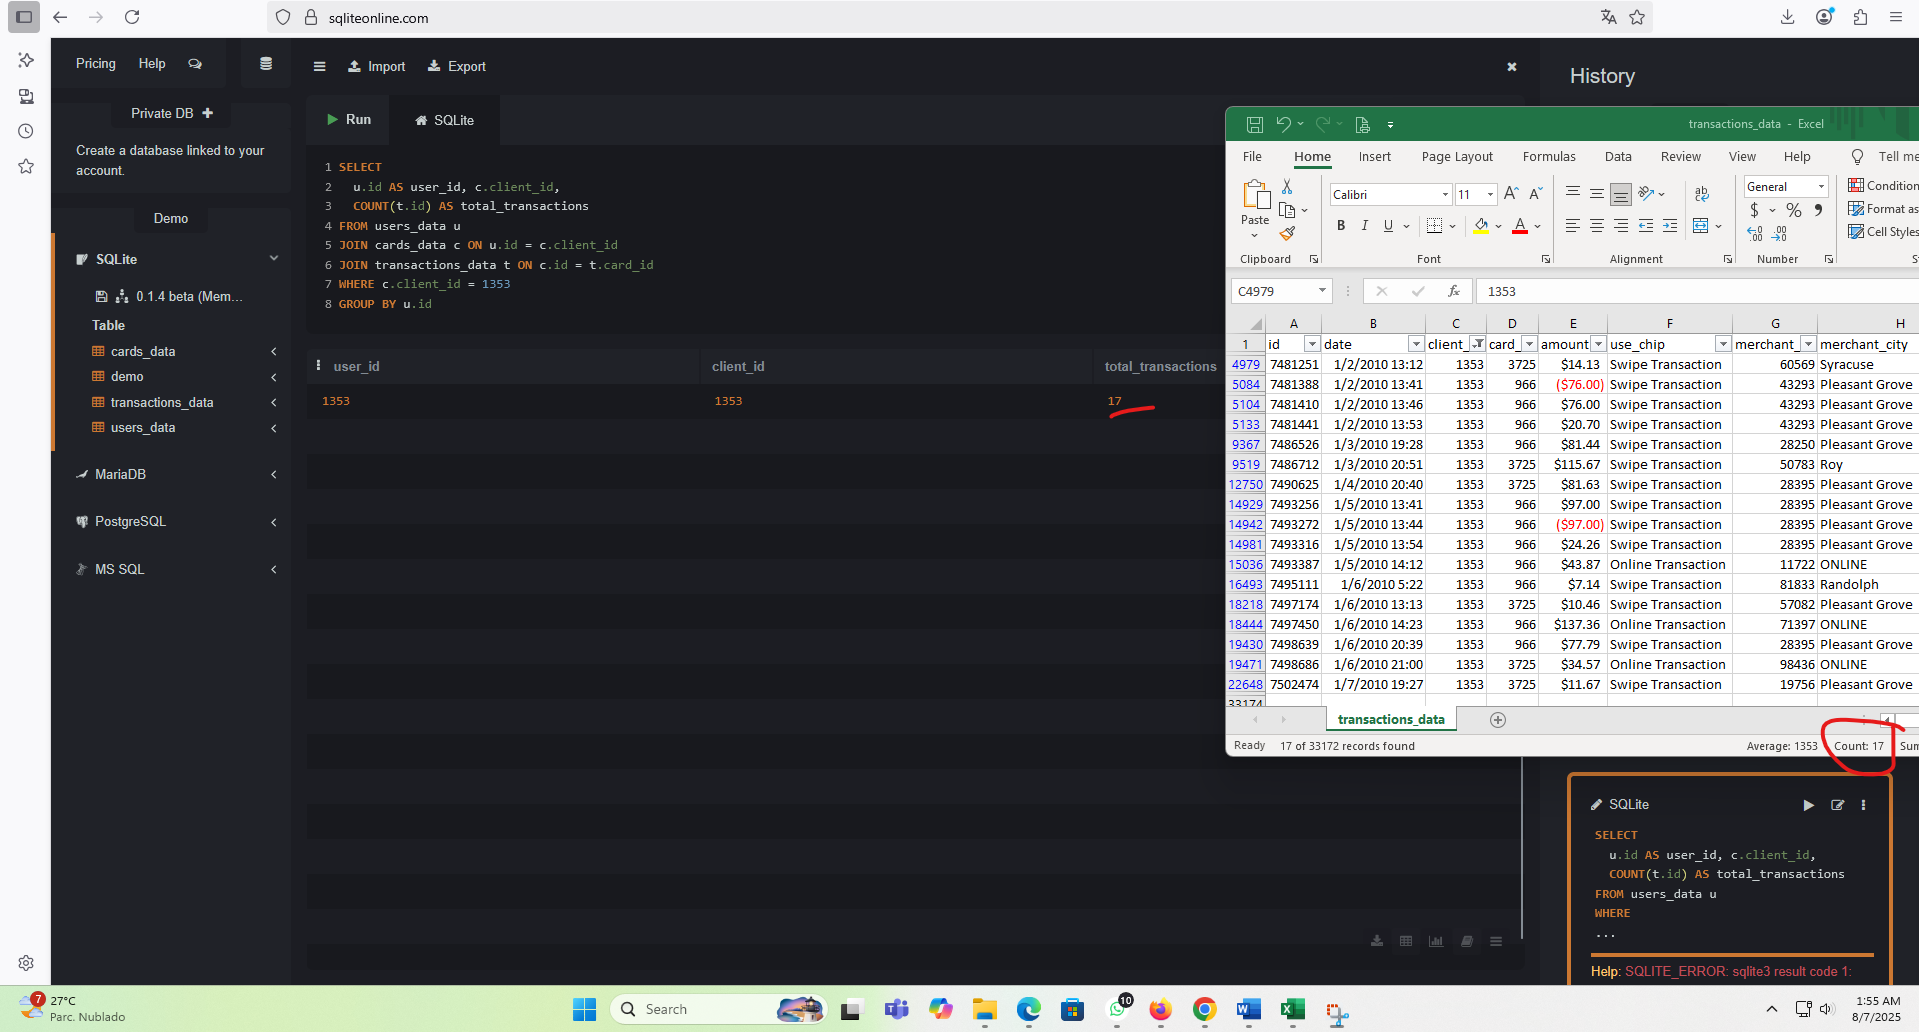 sqliteonline.com
Pricing
Help
Private DB
Create a database linked to your
account.
Demo
SQLite
0.1.4 beta (Mem...
Table
cards_data
demo
transactions_data
users_data
MariaDB
PostgreSQL
MS SQL
Import
Export
Run
SQLite
1 SELECT
2 u.id AS user_id, c.client_id,
3 COUNT(t.id) AS total_transactions
4 FROM users_data u
5 JOIN cards_data c ON u.id = c.client_id
6 JOIN transactions_data t ON c.id = t.card_id
7 WHERE c.client_id = 1353
8 GROUP BY u.id
user_id client_id total_transactions
1353 1353 17
History
transactions_data - Excel
File Home Insert Page Layout Formulas Data Review View Help Tell me
Paste
Calibri 11
B I U
A A
ab
General
$ % 9
Condition
Format as
Cell Styles
Clipboard Font Alignment Number
C4979 fx 1353
A B C D E F G H
1 id date client_ card_ amount use_chip merchant_ merchant_city
4979 7481251 1/2/2010 13:12 1353 3725 $14.13 Swipe Transaction 60569 Syracuse
5084 7481388 1/2/2010 13:41 1353 966 ($76.00) Swipe Transaction 43293 Pleasant Grove
5104 7481410 1/2/2010 13:46 1353 966 $76.00 Swipe Transaction 43293 Pleasant Grove
5133 7481441 1/2/2010 13:53 1353 966 $20.70 Swipe Transaction 43293 Pleasant Grove
9367 7486526 1/3/2010 19:28 1353 966 $81.44 Swipe Transaction 28250 Pleasant Grove
9519 7486712 1/3/2010 20:51 1353 3725 $115.67 Swipe Transaction 50783 Roy
12750 7490625 1/4/2010 20:40 1353 966 $81.63 Swipe Transaction 28395 Pleasant Grove
14929 7493256 1/5/2010 13:41 1353 966 $97.00 Swipe Transaction 28395 Pleasant Grove
14942 7493272 1/5/2010 13:44 1353 966 ($97.00) Swipe Transaction 28395 Pleasant Grove
14981 7493316 1/5/2010 13:54 1353 966 $24.26 Swipe Transaction 28395 Pleasant Grove
15036 7493387 1/5/2010 14:12 1353 966 $43.87 Online Transaction 11722 ONLINE
16493 7495111 1/6/2010 5:22 1353 966 $7.14 Swipe Transaction 81833 Randolph
18218 7497174 1/6/2010 13:13 1353 3725 $10.46 Swipe Transaction 57082 Pleasant Grove
18444 7497450 1/6/2010 14:23 1353 966 $137.36 Online Transaction 71397 ONLINE
19430 7498639 1/6/2010 20:39 1353 966 $77.79 Swipe Transaction 28395 Pleasant Grove
19471 7498686 1/6/2010 21:00 1353 3725 $34.57 Online Transaction 98436 ONLINE
22648 7502474 1/7/2010 19:27 1353 3725 $11.67 Swipe Transaction 19756 Pleasant Grove
33174
transactions_data
Ready 17 of 33172 records found Average: 1353 Count: 17 Sum
SQLite
SELECT
u.id AS user_id, c.client_id,
COUNT(t.id) AS total_transactions
FROM users_data u
WHERE
...
Help: SQLITE_ERROR: sqlite3 result code 1:
7
27°C
Parc. Nublado
Search
10
1:55 AM
8/7/2025